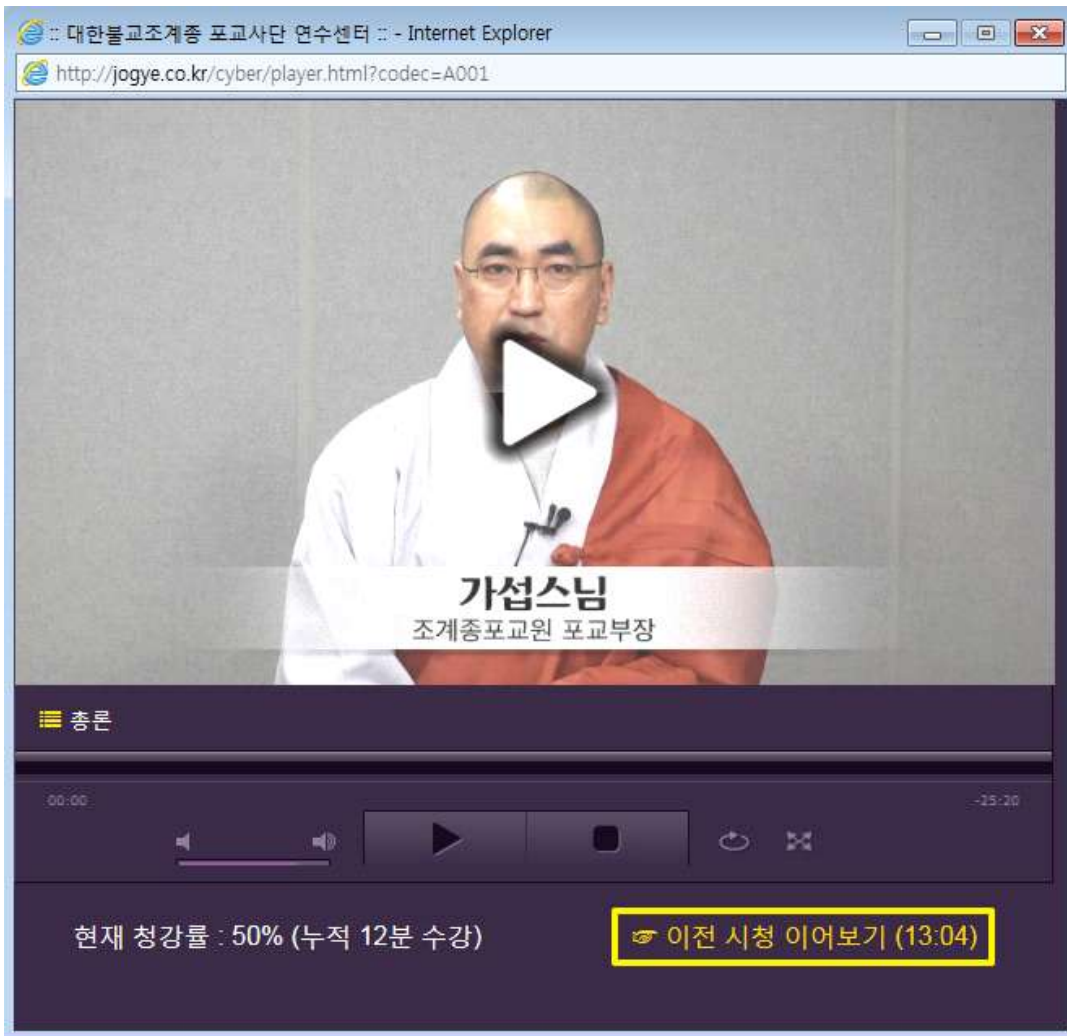 :: 대한불교조계종 포교사단 연수센터 :: - Internet Explorer
http://jogye.co.kr/cyber/player.html?codec=A001
가섭스님
조계종포교원 포교부장
총론
00:00
-25:20
현재 청강률 : 50% (누적 12분 수강)
☞ 이전 시청 이어보기 (13:04)